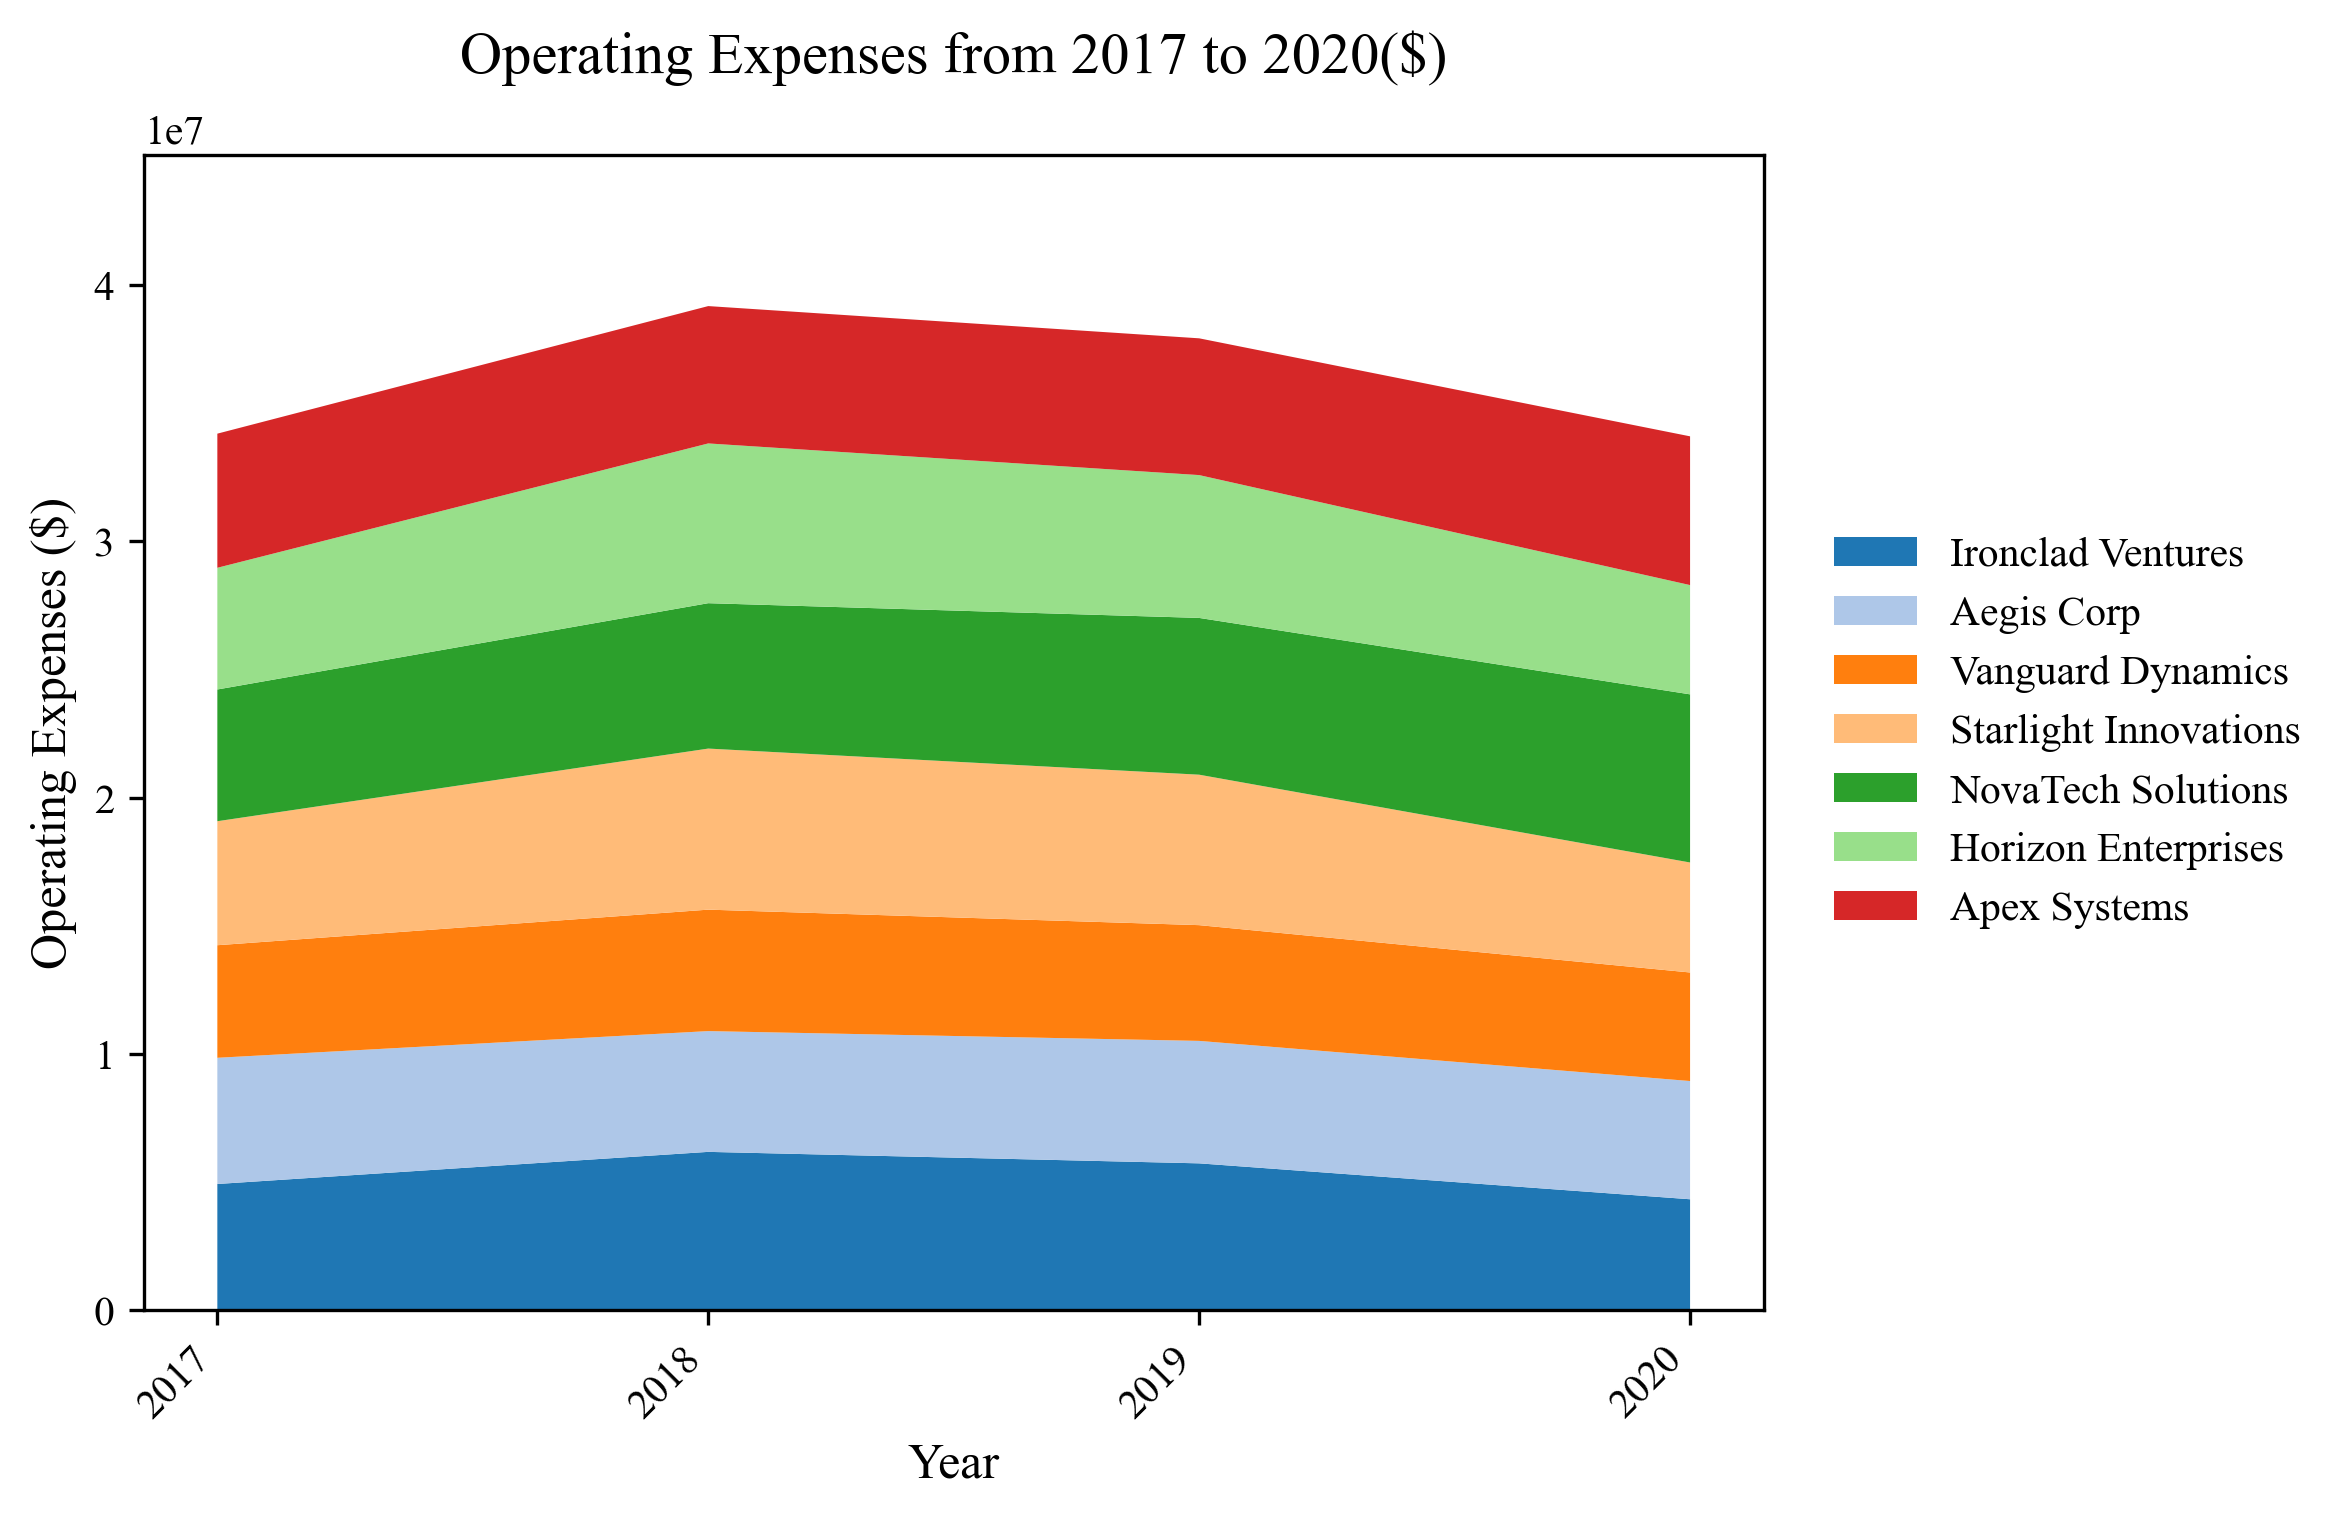 Operating Expenses from 2017 to 2020($)
1e7
4
3
2
1
0
Operating Expenses ($)
2017
2018
2019
2020
Year
Ironclad Ventures
Aegis Corp
Vanguard Dynamics
Starlight Innovations
NovaTech Solutions
Horizon Enterprises
Apex Systems